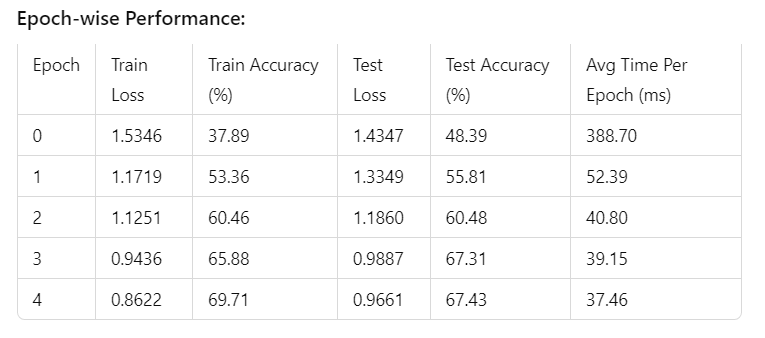 Epoch-wise Performance:
Epoch Train Loss Train Accuracy (%) Test Loss Test Accuracy (%) Avg Time Per Epoch (ms)
0 1.5346 37.89 1.4347 48.39 388.70
1 1.1719 53.36 1.3349 55.81 52.39
2 1.1251 60.46 1.1860 60.48 40.80
3 0.9436 65.88 0.9887 67.31 39.15
4 0.8622 69.71 0.9661 67.43 37.46